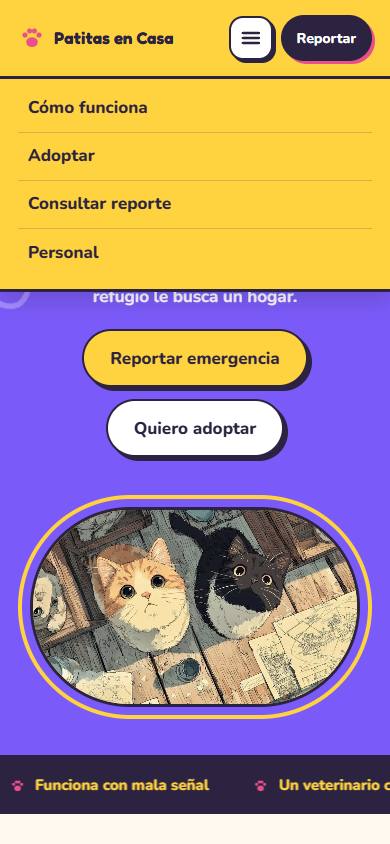 Patitas en Casa
Reportar
Cómo funciona
Adoptar
Consultar reporte
Personal
refugio le busca un hogar.
Reportar emergencia
Quiero adoptar
Funciona con mala señal
Un veterinario c